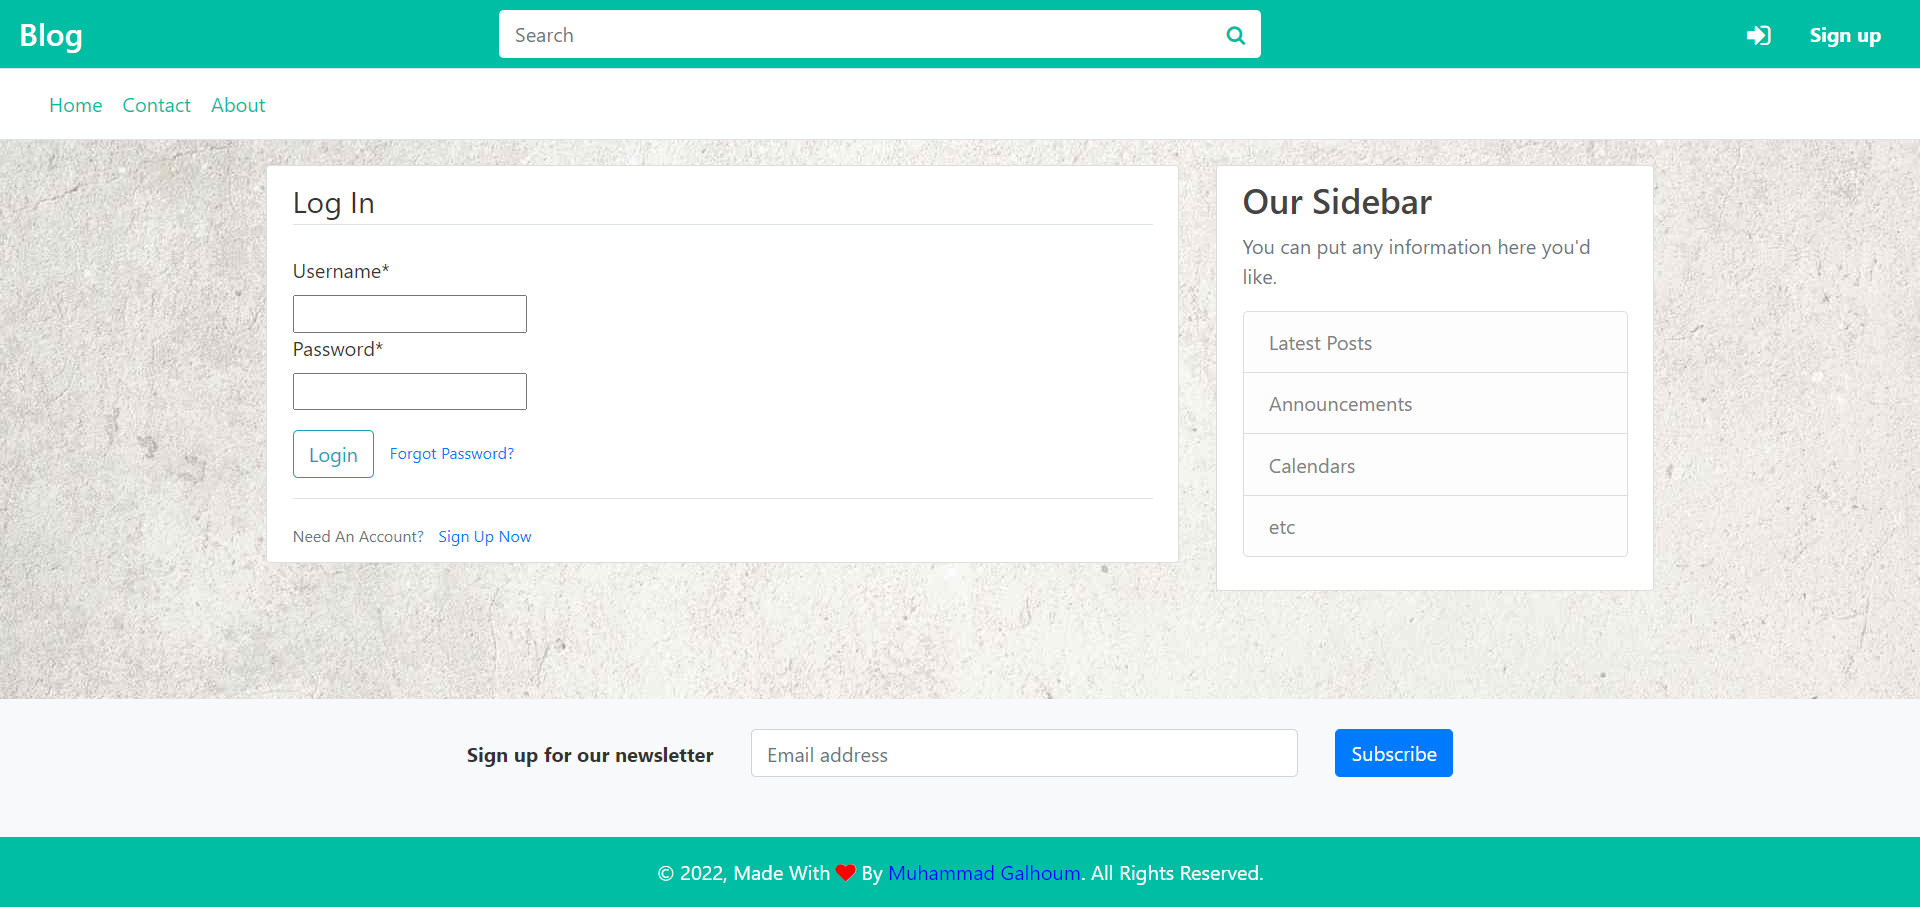 Blog
Search
Sign up
Home Contact About
Log In
Username*
Password*
Login Forgot Password?
Need An Account? Sign Up Now
Our Sidebar
You can put any information here you'd
like.
Latest Posts
Announcements
Calendars
etc
Sign up for our newsletter
Email address
Subscribe
© 2022, Made With ❤ By Muhammad Galhoum. All Rights Reserved.